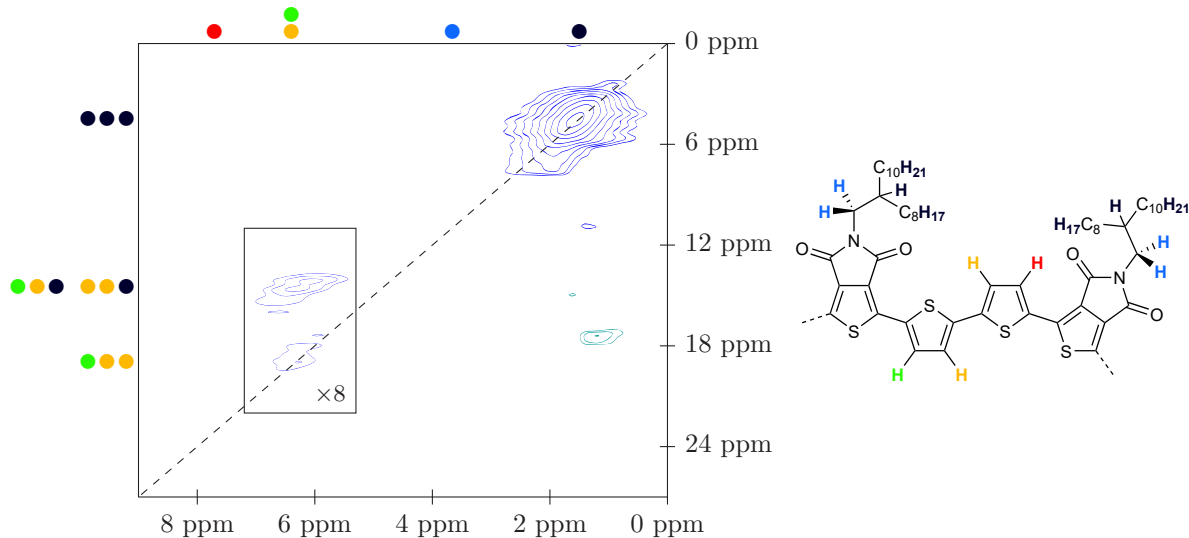 0 ppm
6 ppm
12 ppm
18 ppm
24 ppm
×8
8 ppm 6 ppm 4 ppm 2 ppm 0 ppm
C₁₀H₂₁
H H
H C₈H₁₇
N
O O
S
H C₁₀H₂₁
H₁₇C₈ H
O N H
H H O
S
S
S
H H